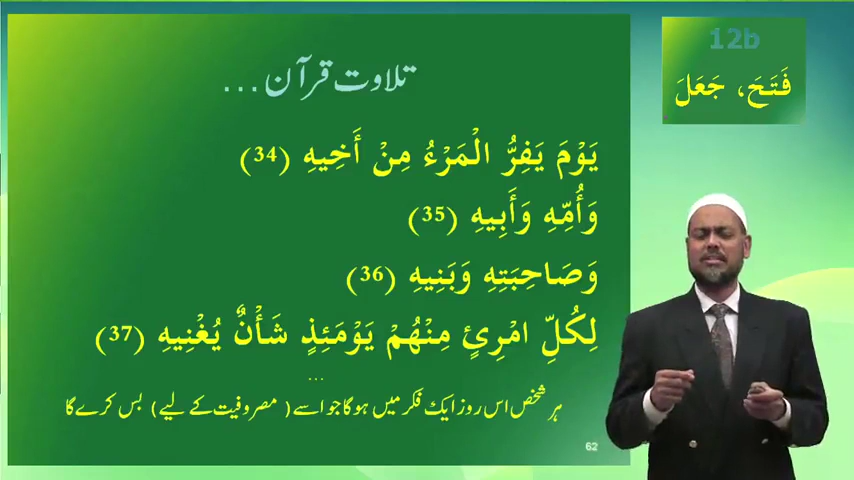 12b
فَتَحَ، جَعَلَ
تلاوت قرآن...
يَوْمَ يَفِرُّ الْمَرْءُ مِنْ أَخِيهِ (34)
وَأُمِّهِ وَأَبِيهِ (35)
وَصَاحِبَتِهِ وَبَنِيهِ (36)
لِكُلِّ امْرِئٍ مِنْهُمْ يَوْمَئِذٍ شَأْنٌ يُغْنِيهِ (37)
...
ہر شخص اس روز ایک فکر میں ہوگا جو اسے (مصروفیت کے لیے) بس کرے گا
62